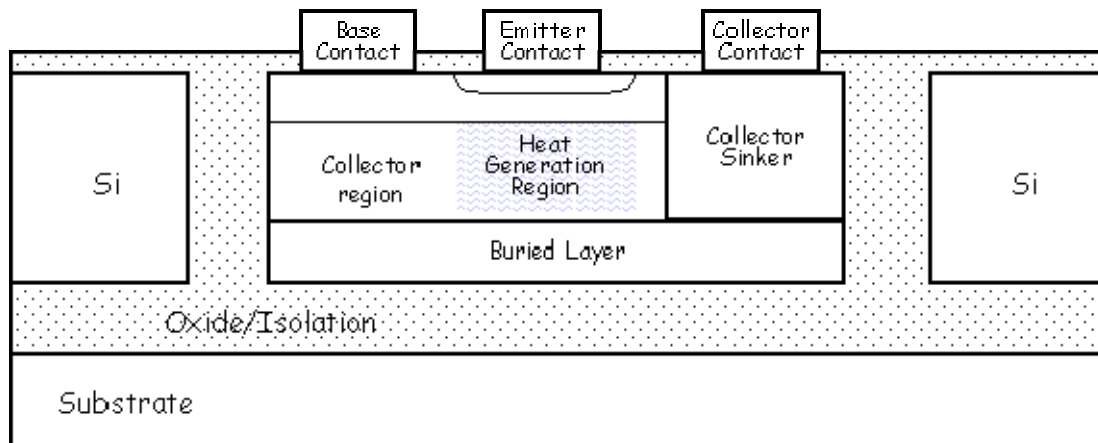 Base
Contact
Emitter
Contact
Collector
Contact
Si
Collector
region
Heat
Generation
Region
Collector
Sinker
Si
Buried Layer
Oxide/Isolation
Substrate